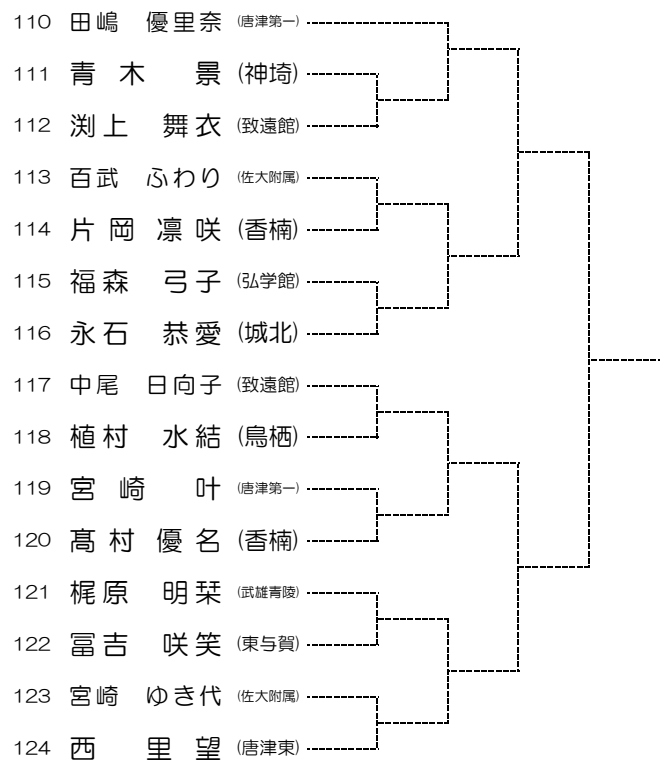 110 田嶋 優里奈 (唐津第一)
111 青木 景 (神埼)
112 渕上 舞衣 (致遠館)
113 百武 ふわり (佐大附属)
114 片岡 凛咲 (香楠)
115 福森 弓子 (弘学館)
116 永石 恭愛 (城北)
117 中尾 日向子 (致遠館)
118 植村 水結 (鳥栖)
119 宮崎 叶 (唐津第一)
120 髙村 優名 (香楠)
121 梶原 明栞 (武雄青陵)
122 冨吉 咲笑 (東与賀)
123 宮崎 ゆき代 (佐大附属)
124 西 里望 (唐津東)